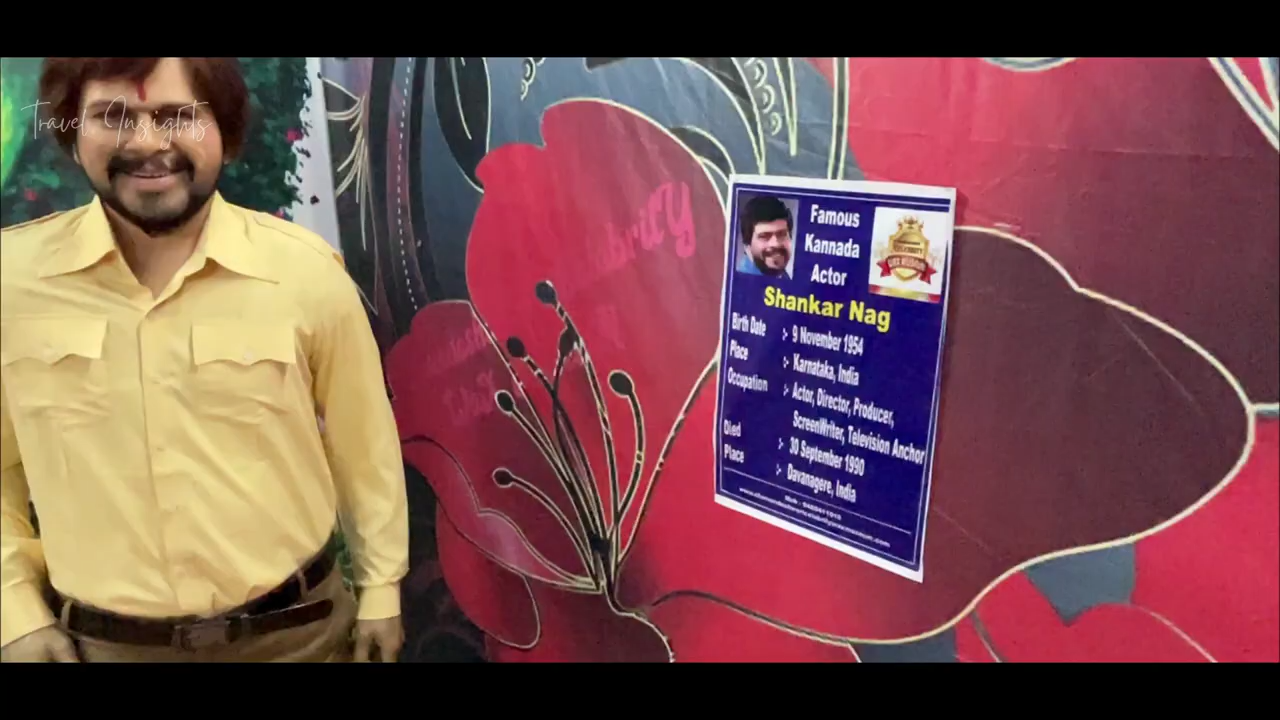 Travel Insights
Famous
Kannada
Actor
Shankar Nag
Birth Date :- 9 November 1954
Place :- Karnataka, India
Occupation :- Actor, Director, Producer,
ScreenWriter, Television Anchor
Died :- 30 September 1990
Place :- Davanagere, India